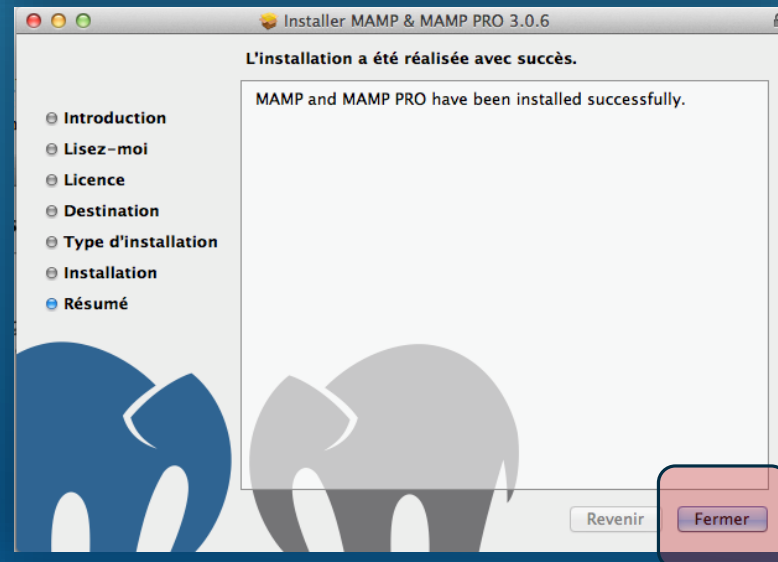 Installer MAMP & MAMP PRO 3.0.6
L'installation a été réalisée avec succès.
MAMP and MAMP PRO have been installed successfully.
Introduction
Lisez-moi
Licence
Destination
Type d'installation
Installation
Résumé
Revenir
Fermer